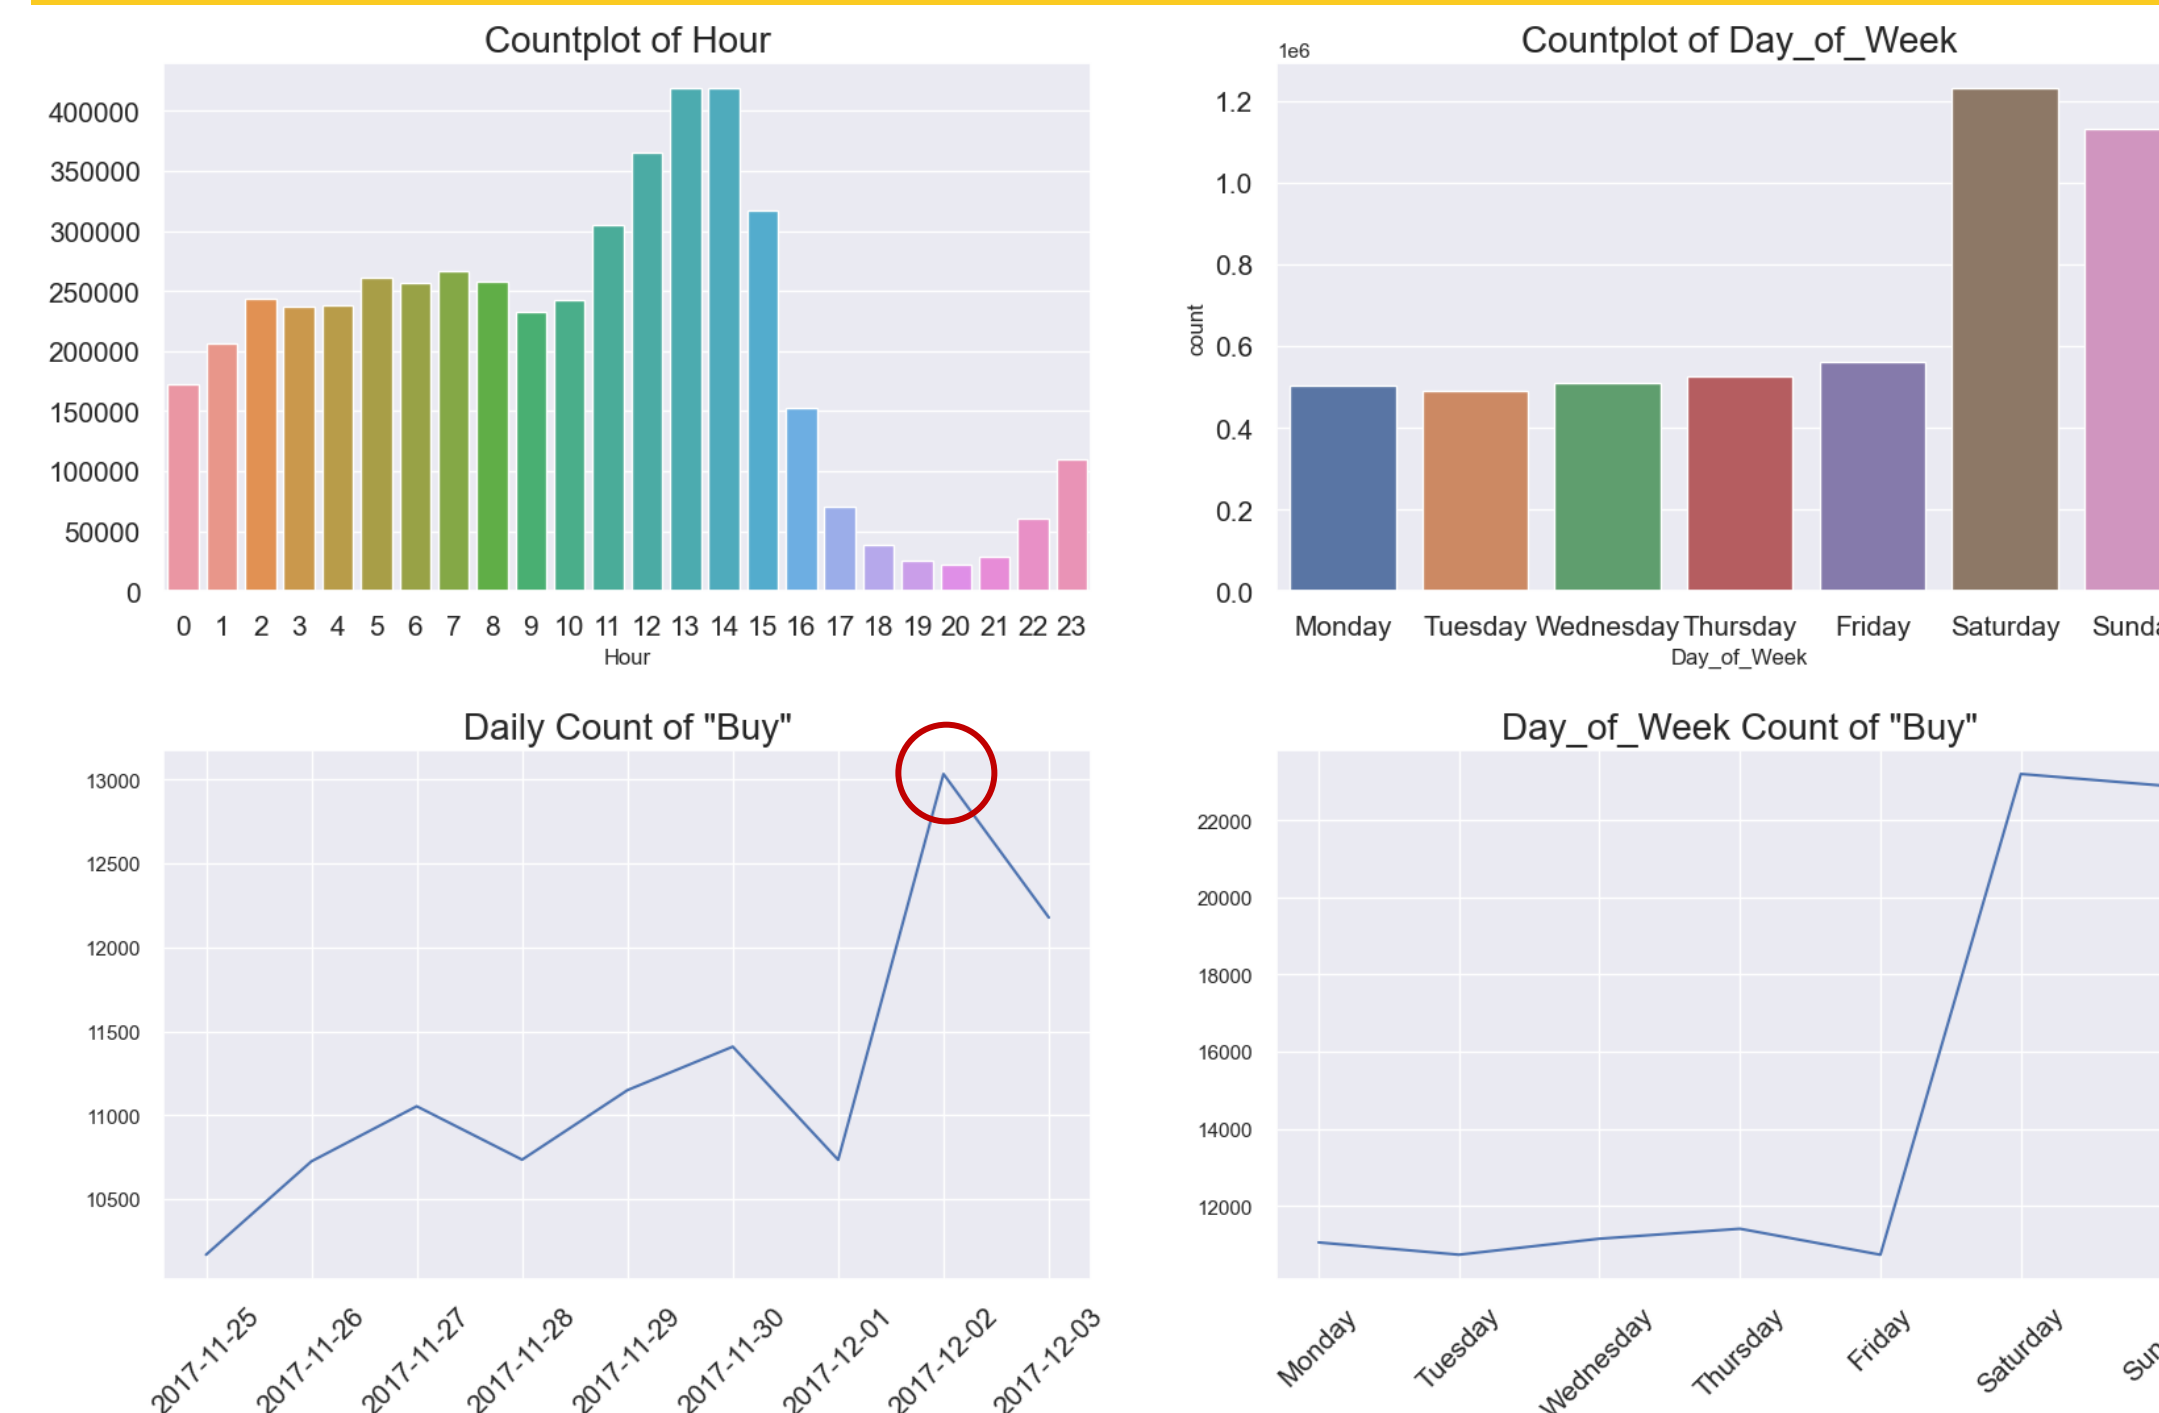 Countplot of Hour
400000
350000
300000
250000
200000
150000
100000
50000
0
0 1 2 3 4 5 6 7 8 9 10 11 12 13 14 15 16 17 18 19 20 21 22 23
Hour
Countplot of Day_of_Week
1e6
1.2
1.0
0.8
0.6
0.4
0.2
0.0
count
Monday Tuesday Wednesday Thursday Friday Saturday Sunda
Day_of_Week
Daily Count of "Buy"
13000
12500
12000
11500
11000
10500
2017-11-25
2017-11-26
2017-11-27
2017-11-28
2017-11-29
2017-11-30
2017-12-01
2017-12-02
2017-12-03
Day_of_Week Count of "Buy"
22000
20000
18000
16000
14000
12000
Monday
Tuesday
Wednesday
Thursday
Friday
Saturday
Sun